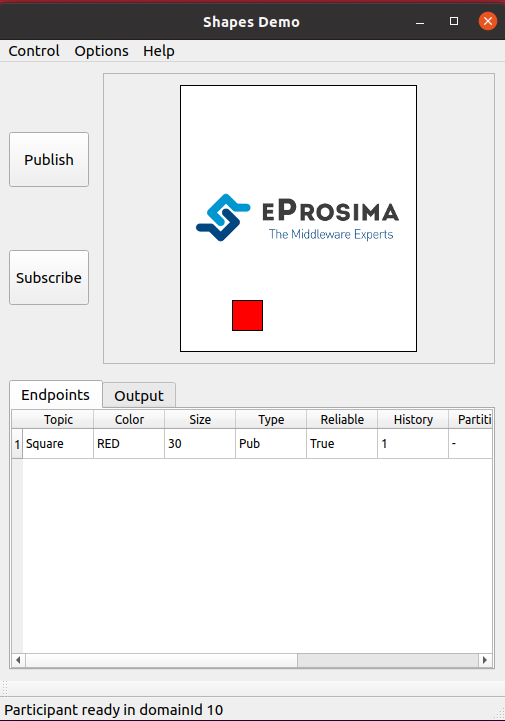 Shapes Demo
Control Options Help
Publish
EPROSIMA
The Middleware Experts
Subscribe
Endpoints Output
Topic Color Size Type Reliable History Partiti
1 Square RED 30 Pub True 1 -
Participant ready in domainId 10